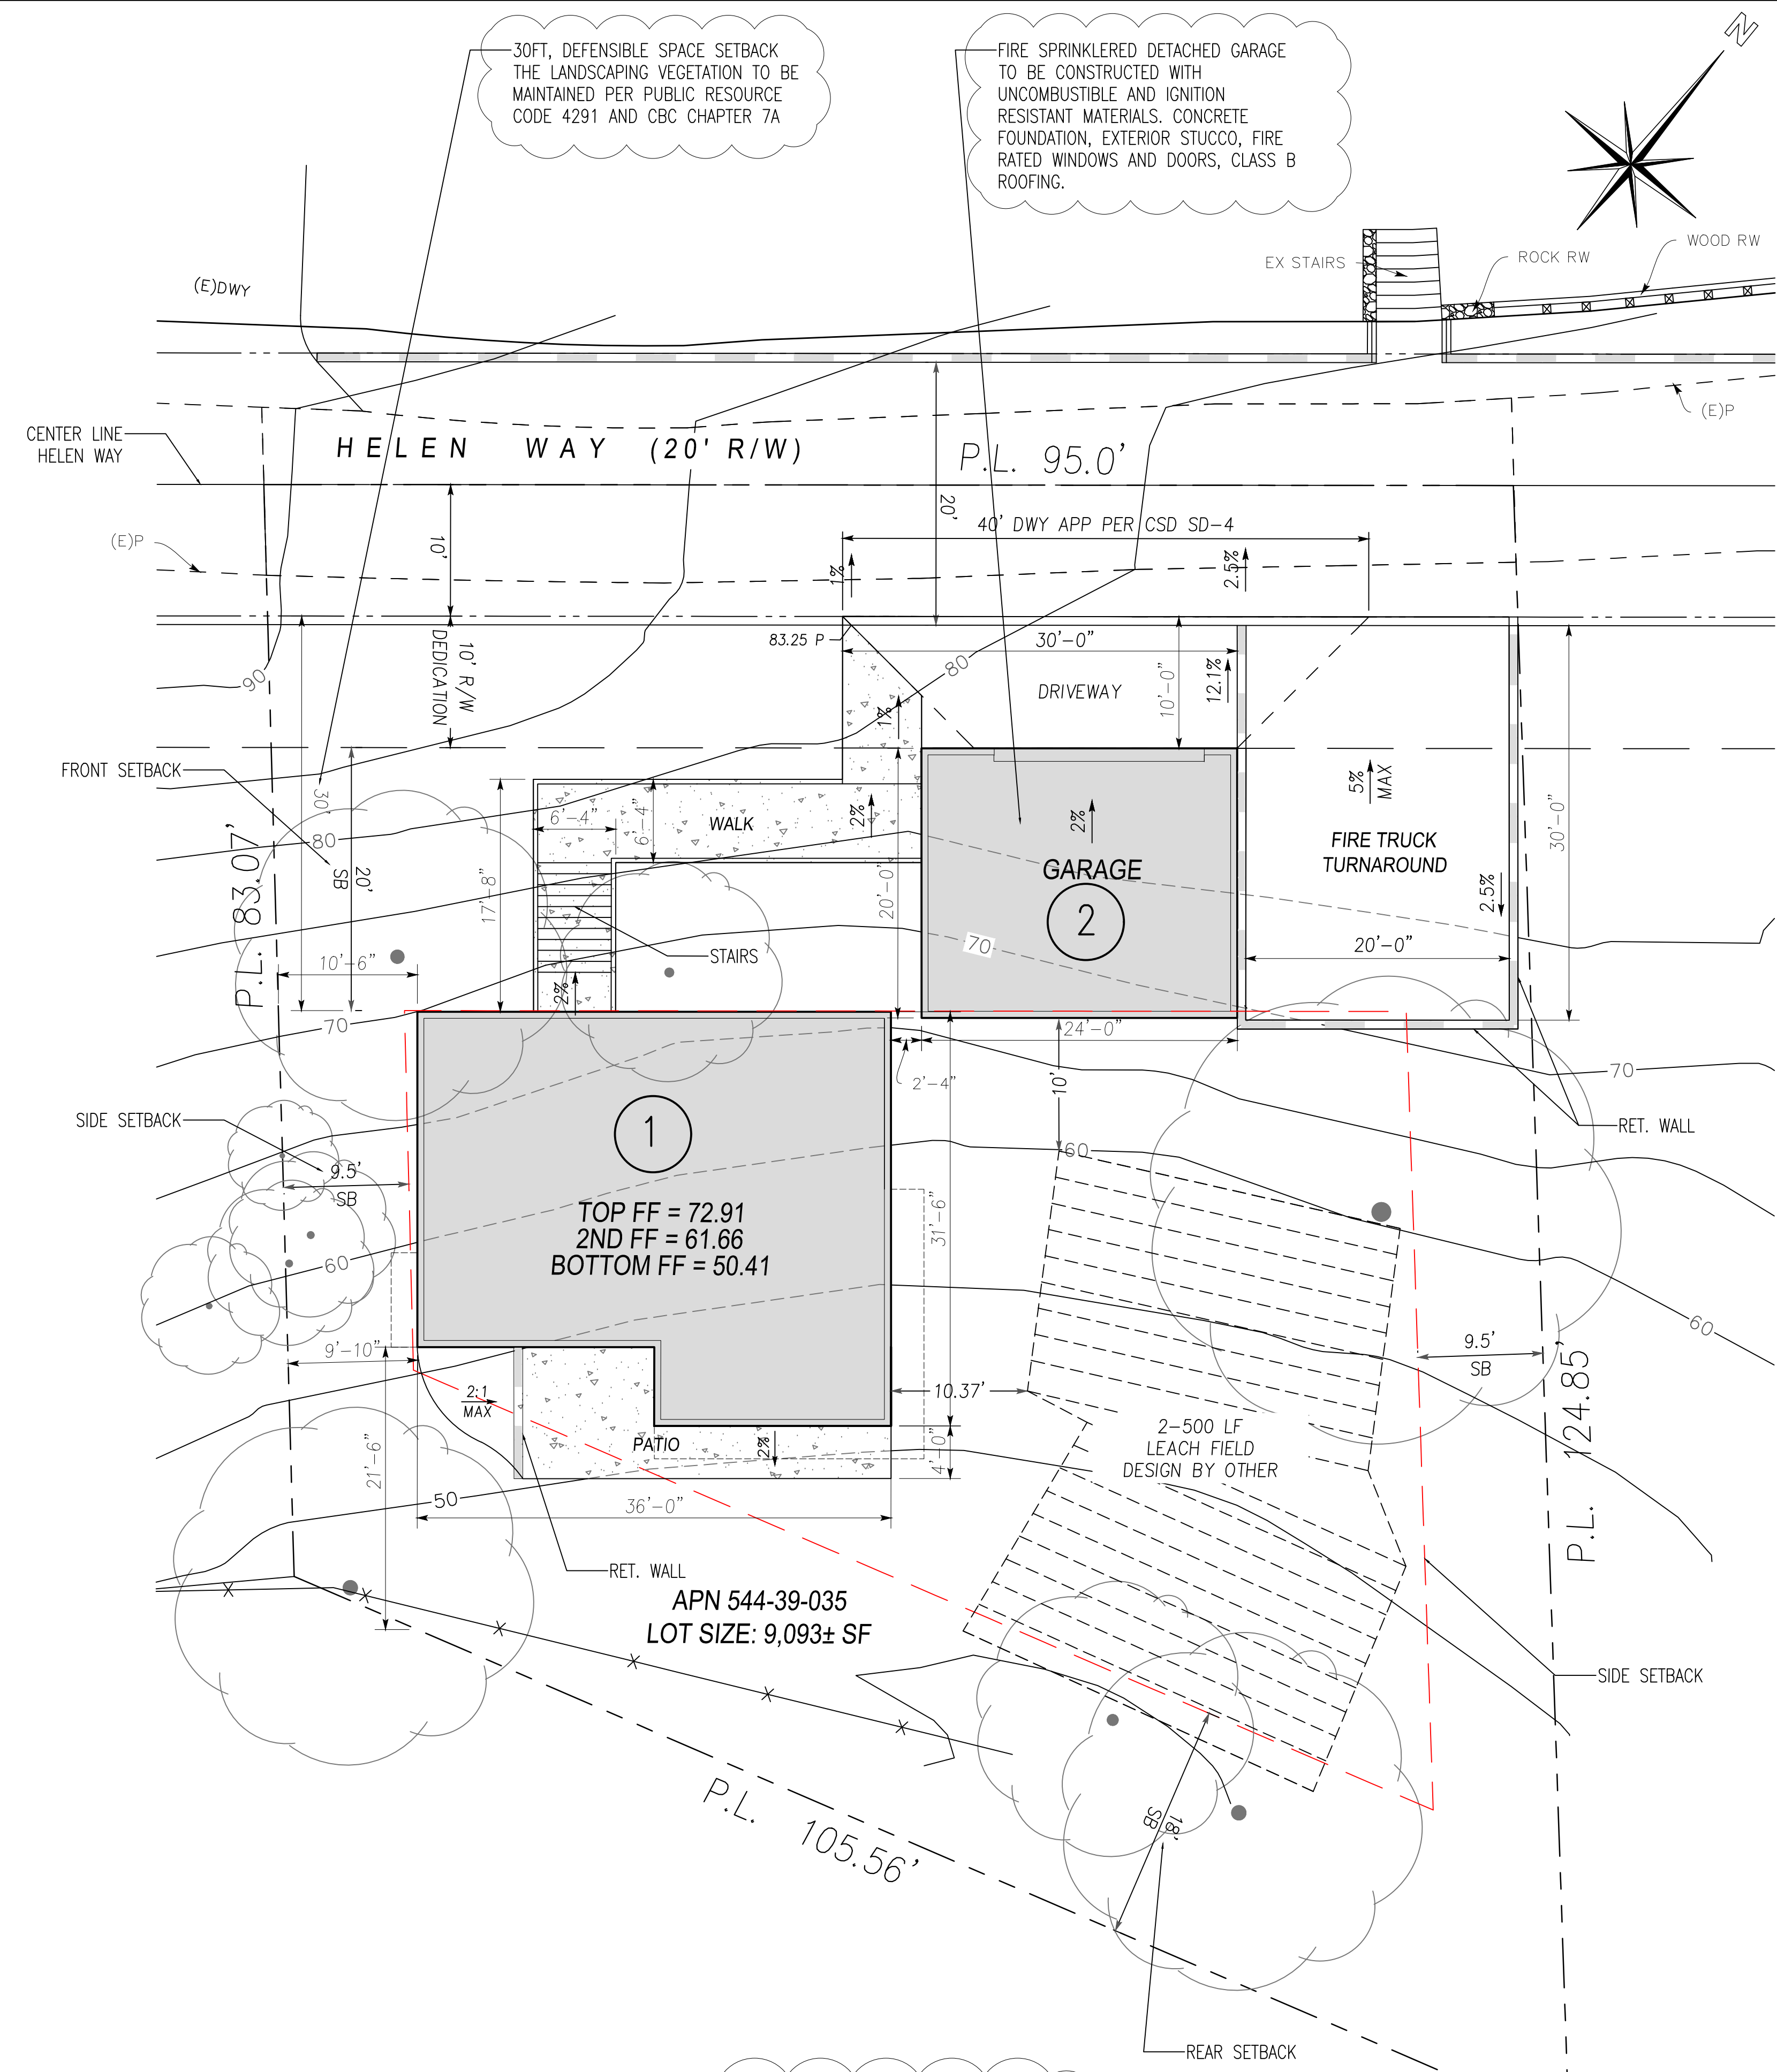 30FT, DEFENSIBLE SPACE SETBACK
THE LANDSCAPING VEGETATION TO BE
MAINTAINED PER PUBLIC RESOURCE
CODE 4291 AND CBC CHAPTER 7A
FIRE SPRINKLERED DETACHED GARAGE
TO BE CONSTRUCTED WITH
UNCOMBUSTIBLE AND IGNITION
RESISTANT MATERIALS. CONCRETE
FOUNDATION, EXTERIOR STUCCO, FIRE
RATED WINDOWS AND DOORS, CLASS B
ROOFING.
N
EX STAIRS
ROCK RW
WOOD RW
(E)DWY
(E)P
CENTER LINE
HELEN WAY
HELEN WAY (20' R/W)
P.L. 95.0'
20'
40' DWY APP PER CSD SD-4
(E)P
10'
1%
2.5%
83.25 P
30'-0"
10' R/W
DEDICATION
90
80
DRIVEWAY
10'-0"
12.1%
1%
FRONT SETBACK
30'
20'
SB
80
P.L. 83.07'
6'-4"
6'-4"
WALK
2%
17'-8"
20'-0"
2%
GARAGE
2
70
5%
MAX
FIRE TRUCK
TURNAROUND
30'-0"
2.5%
20'-0"
10'-6"
STAIRS
2%
70
24'-0"
2'-4"
10'
70
RET. WALL
SIDE SETBACK
9.5'
SB
1
60
TOP FF = 72.91
2ND FF = 61.66
BOTTOM FF = 50.41
31'-6"
60
60
9'-10"
9.5'
SB
P.L. 124.85'
2:1
MAX
10.37'
PATIO
2%
4'-0"
2-500 LF
LEACH FIELD
DESIGN BY OTHER
21'-6"
50
36'-0"
RET. WALL
APN 544-39-035
LOT SIZE: 9,093± SF
SIDE SETBACK
P.L. 105.56'
18'
SB
REAR SETBACK